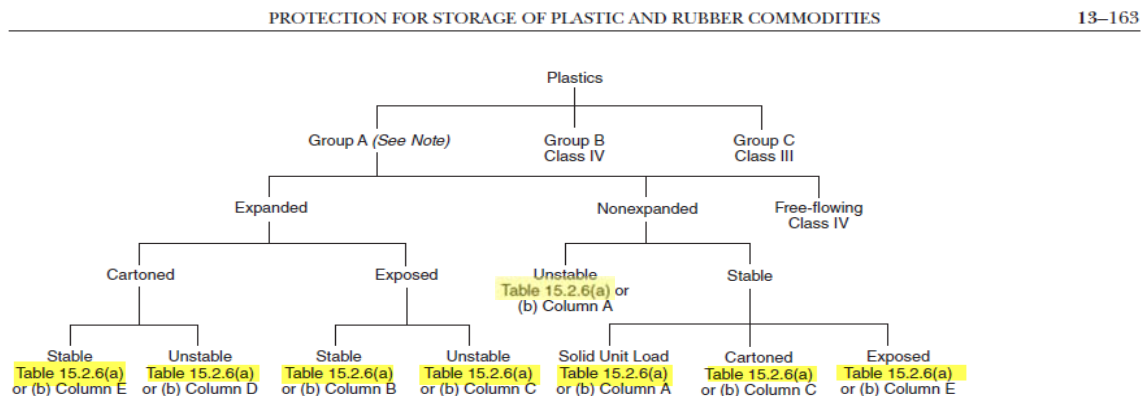 PROTECTION FOR STORAGE OF PLASTIC AND RUBBER COMMODITIES 13–163
Plastics
Group A (See Note) Group B Group C
Class IV Class III
Expanded Nonexpanded Free-flowing
Class IV
Cartoned Exposed Unstable Stable
Table 15.2.6(a) or
(b) Column A
Stable Unstable Stable Unstable Solid Unit Load Cartoned Exposed
Table 15.2.6(a) Table 15.2.6(a) Table 15.2.6(a) Table 15.2.6(a) Table 15.2.6(a) Table 15.2.6(a) Table 15.2.6(a)
or (b) Column E or (b) Column D or (b) Column B or (b) Column C or (b) Column A or (b) Column C or (b) Column E